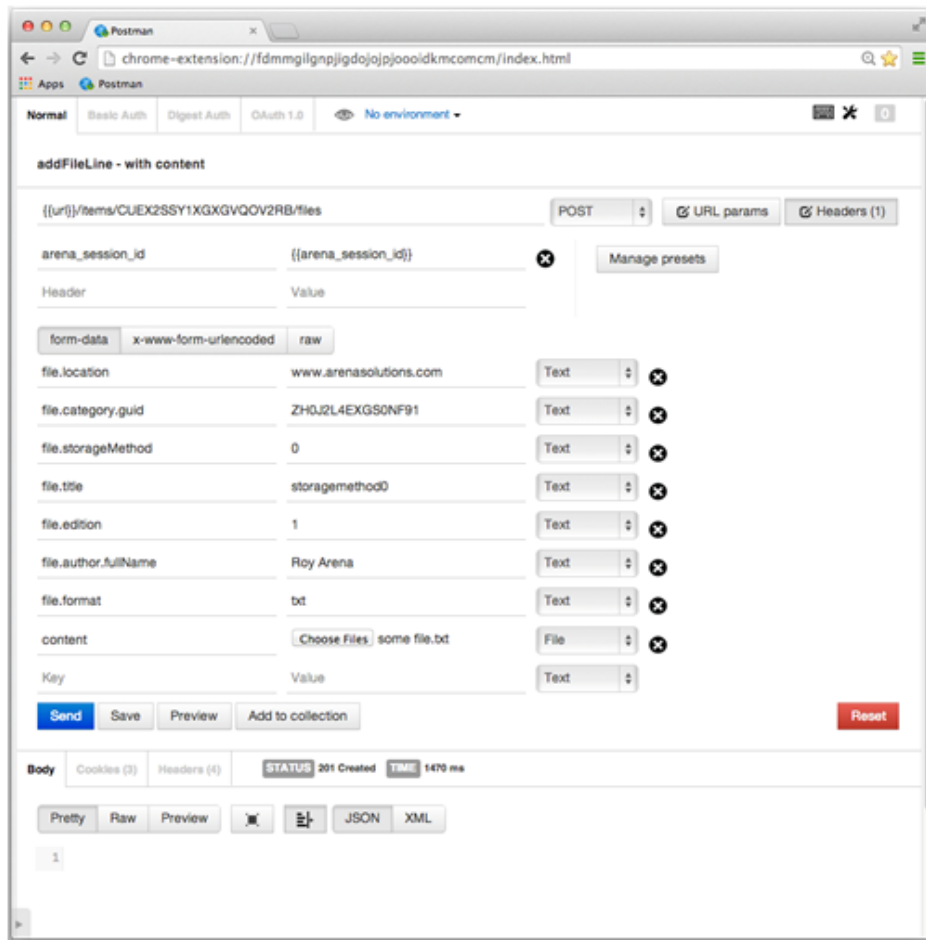 Postman
chrome-extension://fdmmgilgnpjigdojojpjoooidkmcomcm/index.html
Apps Postman
Normal Basic Auth Digest Auth OAuth 1.0 No environment 0
addFileLine - with content
{{url}}/items/CUEX2SSY1XGXGVQOV2RB/files POST URL params Headers (1)
arena_session_id {{arena_session_id}} Manage presets
Header Value
form-data x-www-form-urlencoded raw
file.location www.arenasolutions.com Text
file.category.guid ZH0J2L4EXGS0NF91 Text
file.storageMethod 0 Text
file.title storagemethod0 Text
file.edition 1 Text
file.author.fullName Roy Arena Text
file.format txt Text
content Choose Files some file.txt File
Key Value Text
Send Save Preview Add to collection Reset
Body Cookies (3) Headers (4) STATUS 201 Created TIME 1470 ms
Pretty Raw Preview JSON XML
1